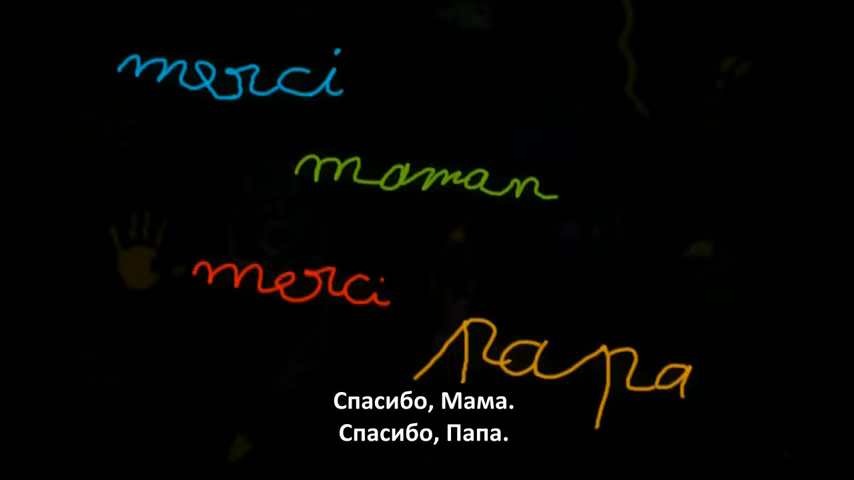 merci
maman
merci
papa
Спасибо, Мама.
Спасибо, Папа.